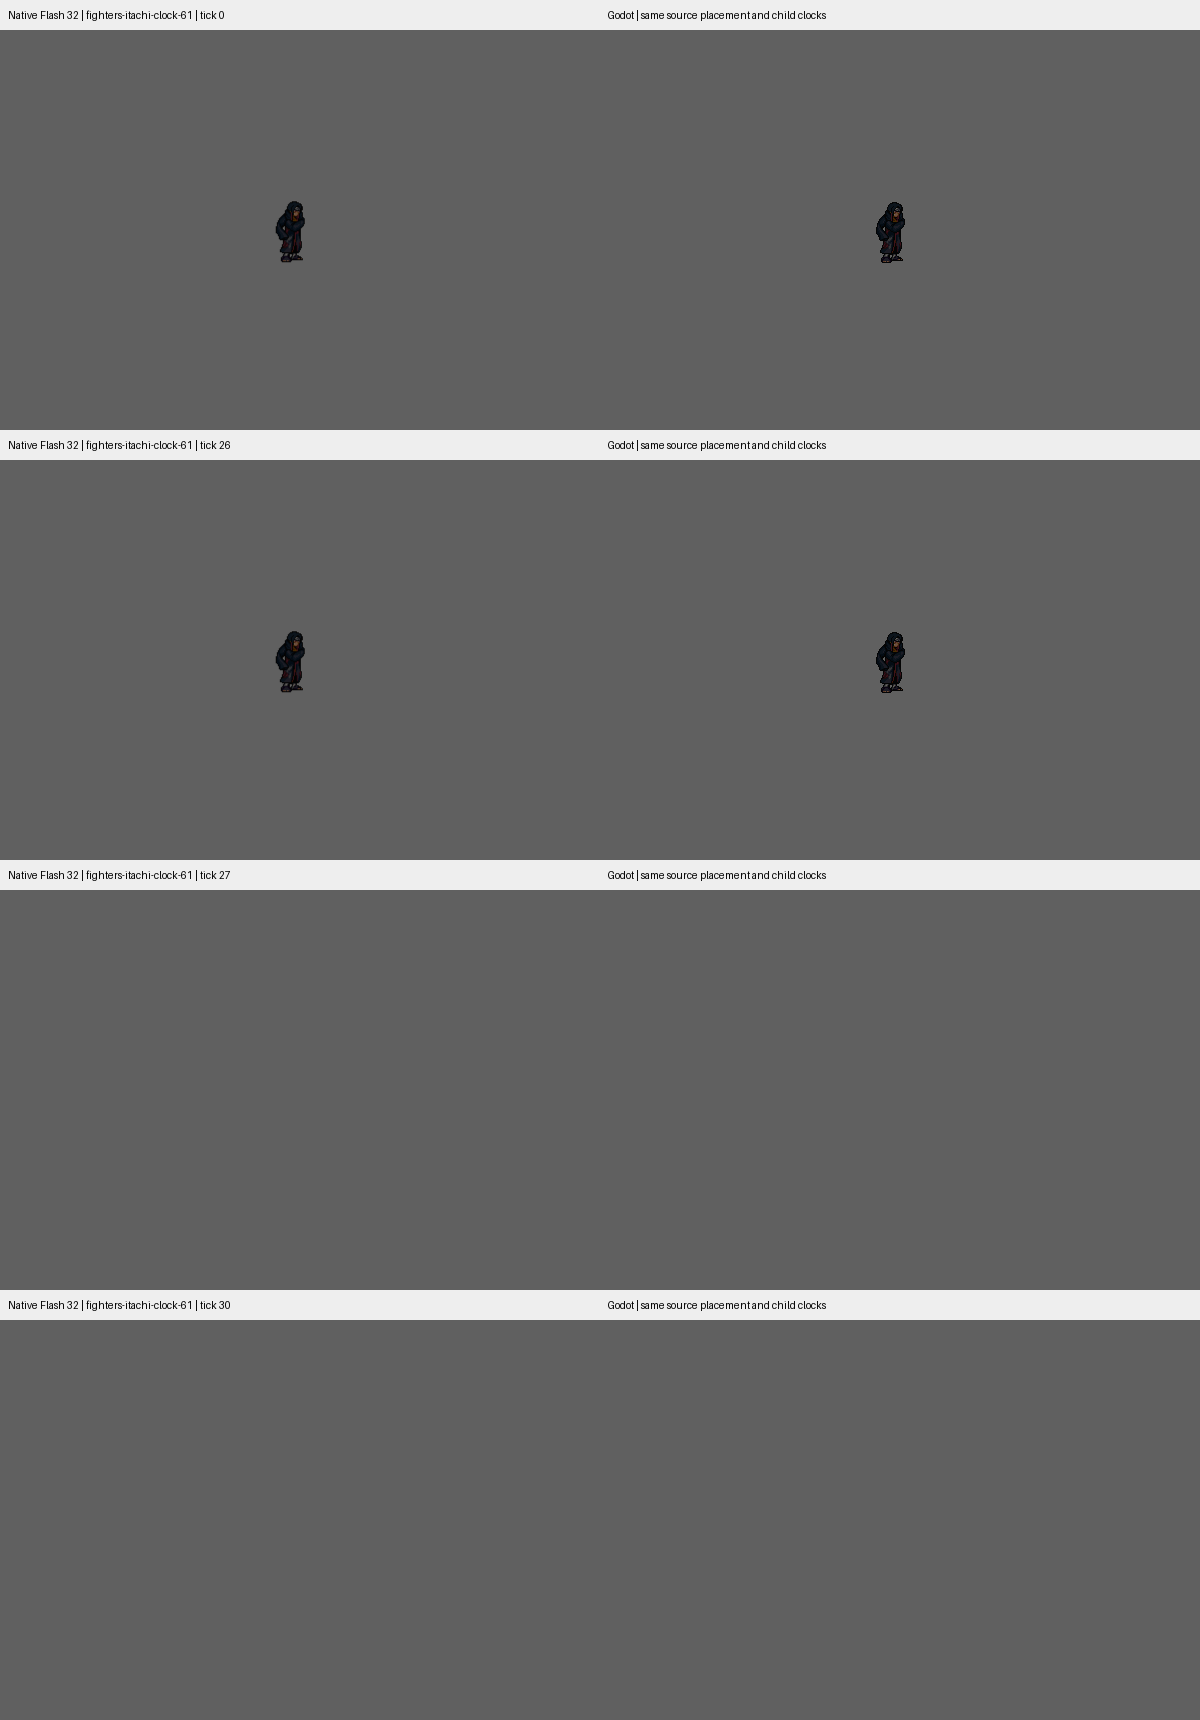 Native Flash 32 | fighters-itachi-clock-61 | tick 0
Godot | same source placement and child clocks
Native Flash 32 | fighters-itachi-clock-61 | tick 26
Godot | same source placement and child clocks
Native Flash 32 | fighters-itachi-clock-61 | tick 27
Godot | same source placement and child clocks
Native Flash 32 | fighters-itachi-clock-61 | tick 30
Godot | same source placement and child clocks